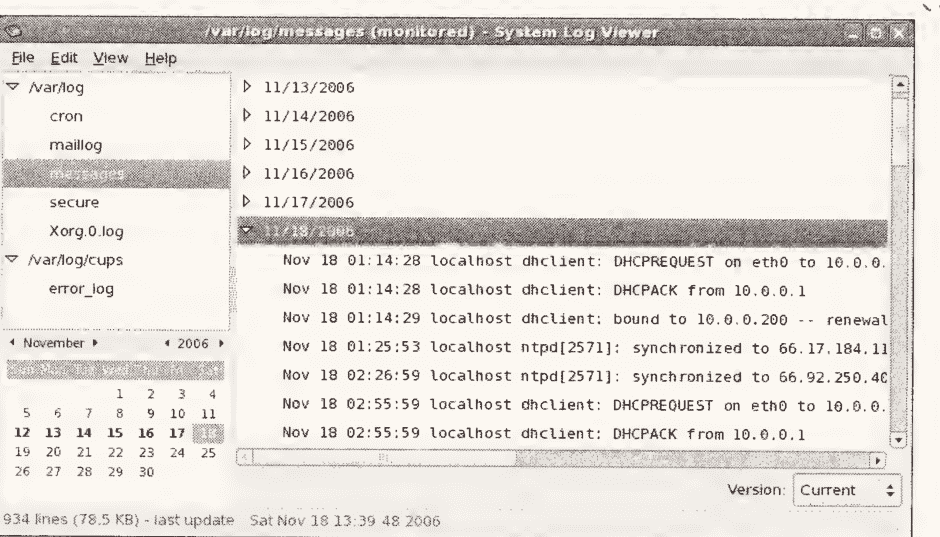 /var/log/messages (monitored) - System Log Viewer
File Edit View Help
/var/log
cron
maillog
messages
secure
Xorg.0.log
/var/log/cups
error_log
November 2006
Sun Mon Tue Wed Thu Fri Sat
1 2 3 4
5 6 7 8 9 10 11
12 13 14 15 16 17 18
19 20 21 22 23 24 25
26 27 28 29 30
11/13/2006
11/14/2006
11/15/2006
11/16/2006
11/17/2006
11/18/2006
Nov 18 01:14:28 localhost dhclient: DHCPREQUEST on eth0 to 10.0.0.
Nov 18 01:14:28 localhost dhclient: DHCPACK from 10.0.0.1
Nov 18 01:14:29 localhost dhclient: bound to 10.0.0.200 -- renewal
Nov 18 01:25:53 localhost ntpd[2571]: synchronized to 66.17.184.11
Nov 18 02:26:59 localhost ntpd[2571]: synchronized to 66.92.250.40
Nov 18 02:55:59 localhost dhclient: DHCPREQUEST on eth0 to 10.0.0.
Nov 18 02:55:59 localhost dhclient: DHCPACK from 10.0.0.1
Version: Current
934 lines (78.5 KB) - last update Sat Nov 18 13:39 48 2006